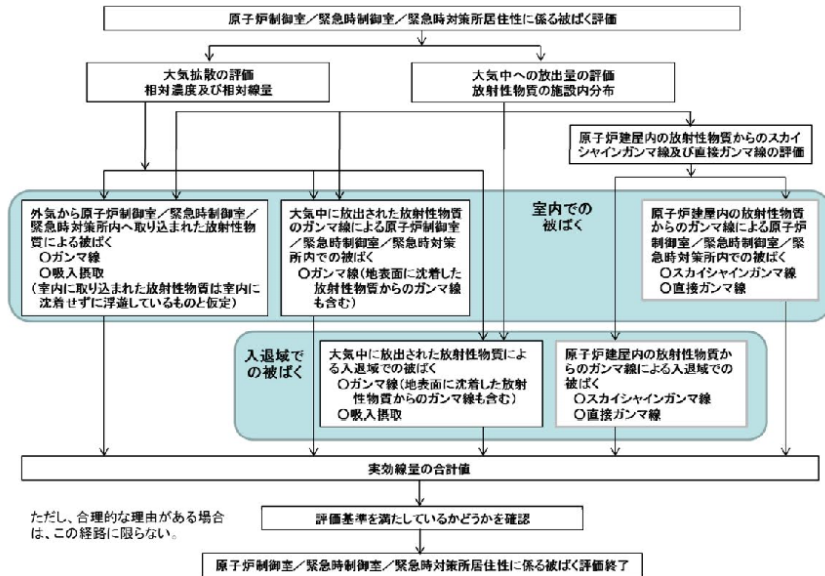 原子炉制御室／緊急時制御室／緊急時対策所居住性に係る被ばく評価
大気拡散の評価
相対濃度及び相対線量
大気中への放出量の評価
放射性物質の施設内分布
原子炉建屋内の放射性物質からのスカイ
シャインガンマ線及び直接ガンマ線の評価
室内での
被ばく
外気から原子炉制御室／緊急時制御室／
緊急時対策所内へ取り込まれた放射性物
質による被ばく
○ガンマ線
○吸入摂取
(室内に取り込まれた放射性物質は室内に
沈着せずに浮遊しているものと仮定)
大気中に放出された放射性物質の
ガンマ線による原子炉制御室／緊
急時制御室／緊急時対策所
内での被ばく
○ガンマ線(地表面に沈着した
放射性物質からのガンマ線
も含む)
原子炉建屋内の放射性物質
からのガンマ線による原子炉
制御室／緊急時制御室／緊
急時対策所内での被ばく
○スカイシャインガンマ線
○直接ガンマ線
入退域で
の被ばく
大気中に放出された放射性物質によ
る入退域での被ばく
○ガンマ線(地表面に沈着した放射
性物質からのガンマ線も含む)
○吸入摂取
原子炉建屋内の放射性物質か
らのガンマ線による入退域での
被ばく
○スカイシャインガンマ線
○直接ガンマ線
実効線量の合計値
ただし、合理的な理由がある場合
は、この経路に限らない。
評価基準を満たしているかどうかを確認
原子炉制御室／緊急時制御室／緊急時対策所居住性に係る被ばく評価終了